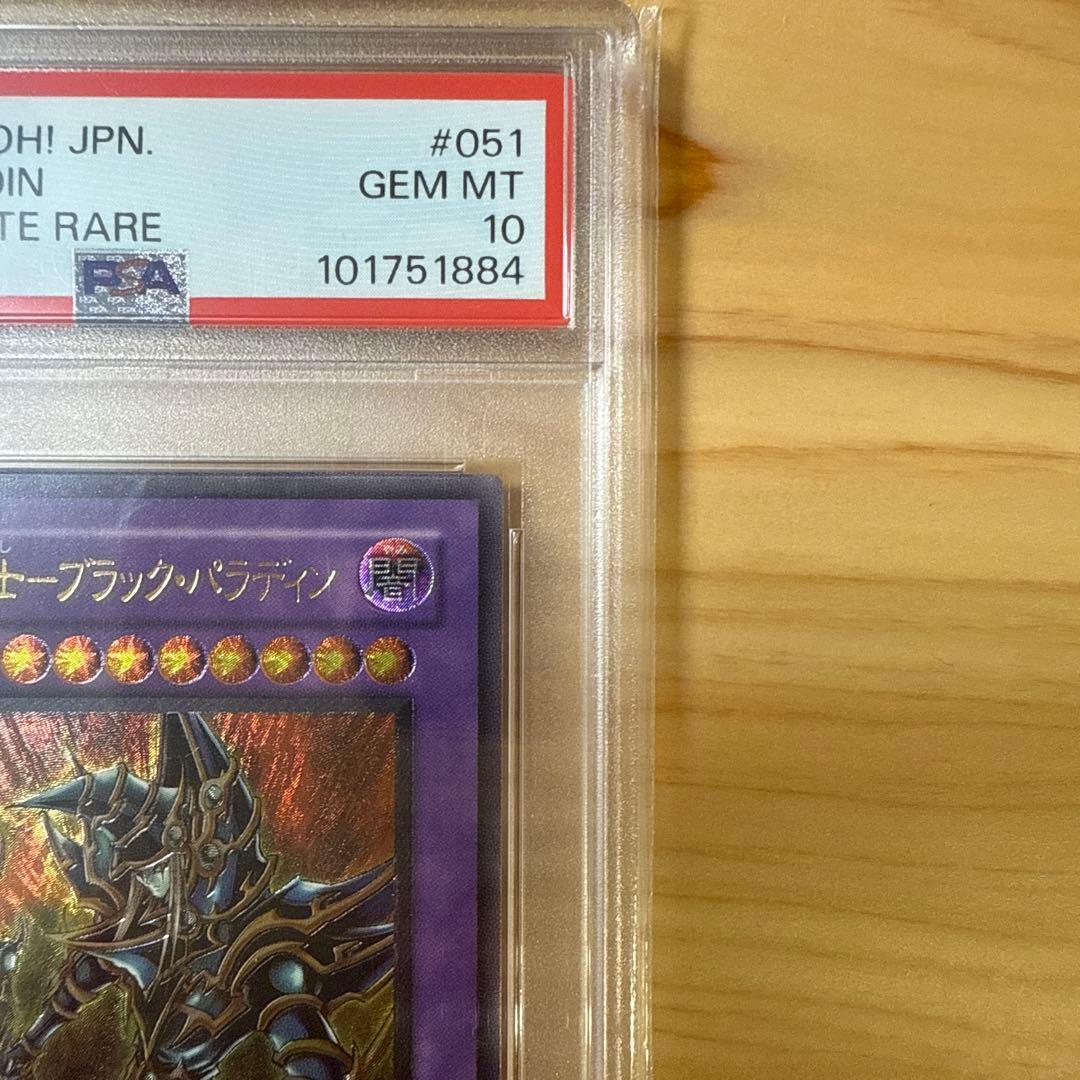 OH! JPN. #051
DIN GEM MT
TE RARE 10
PSA 101751884
し
士ーブラック・パラディン 闇